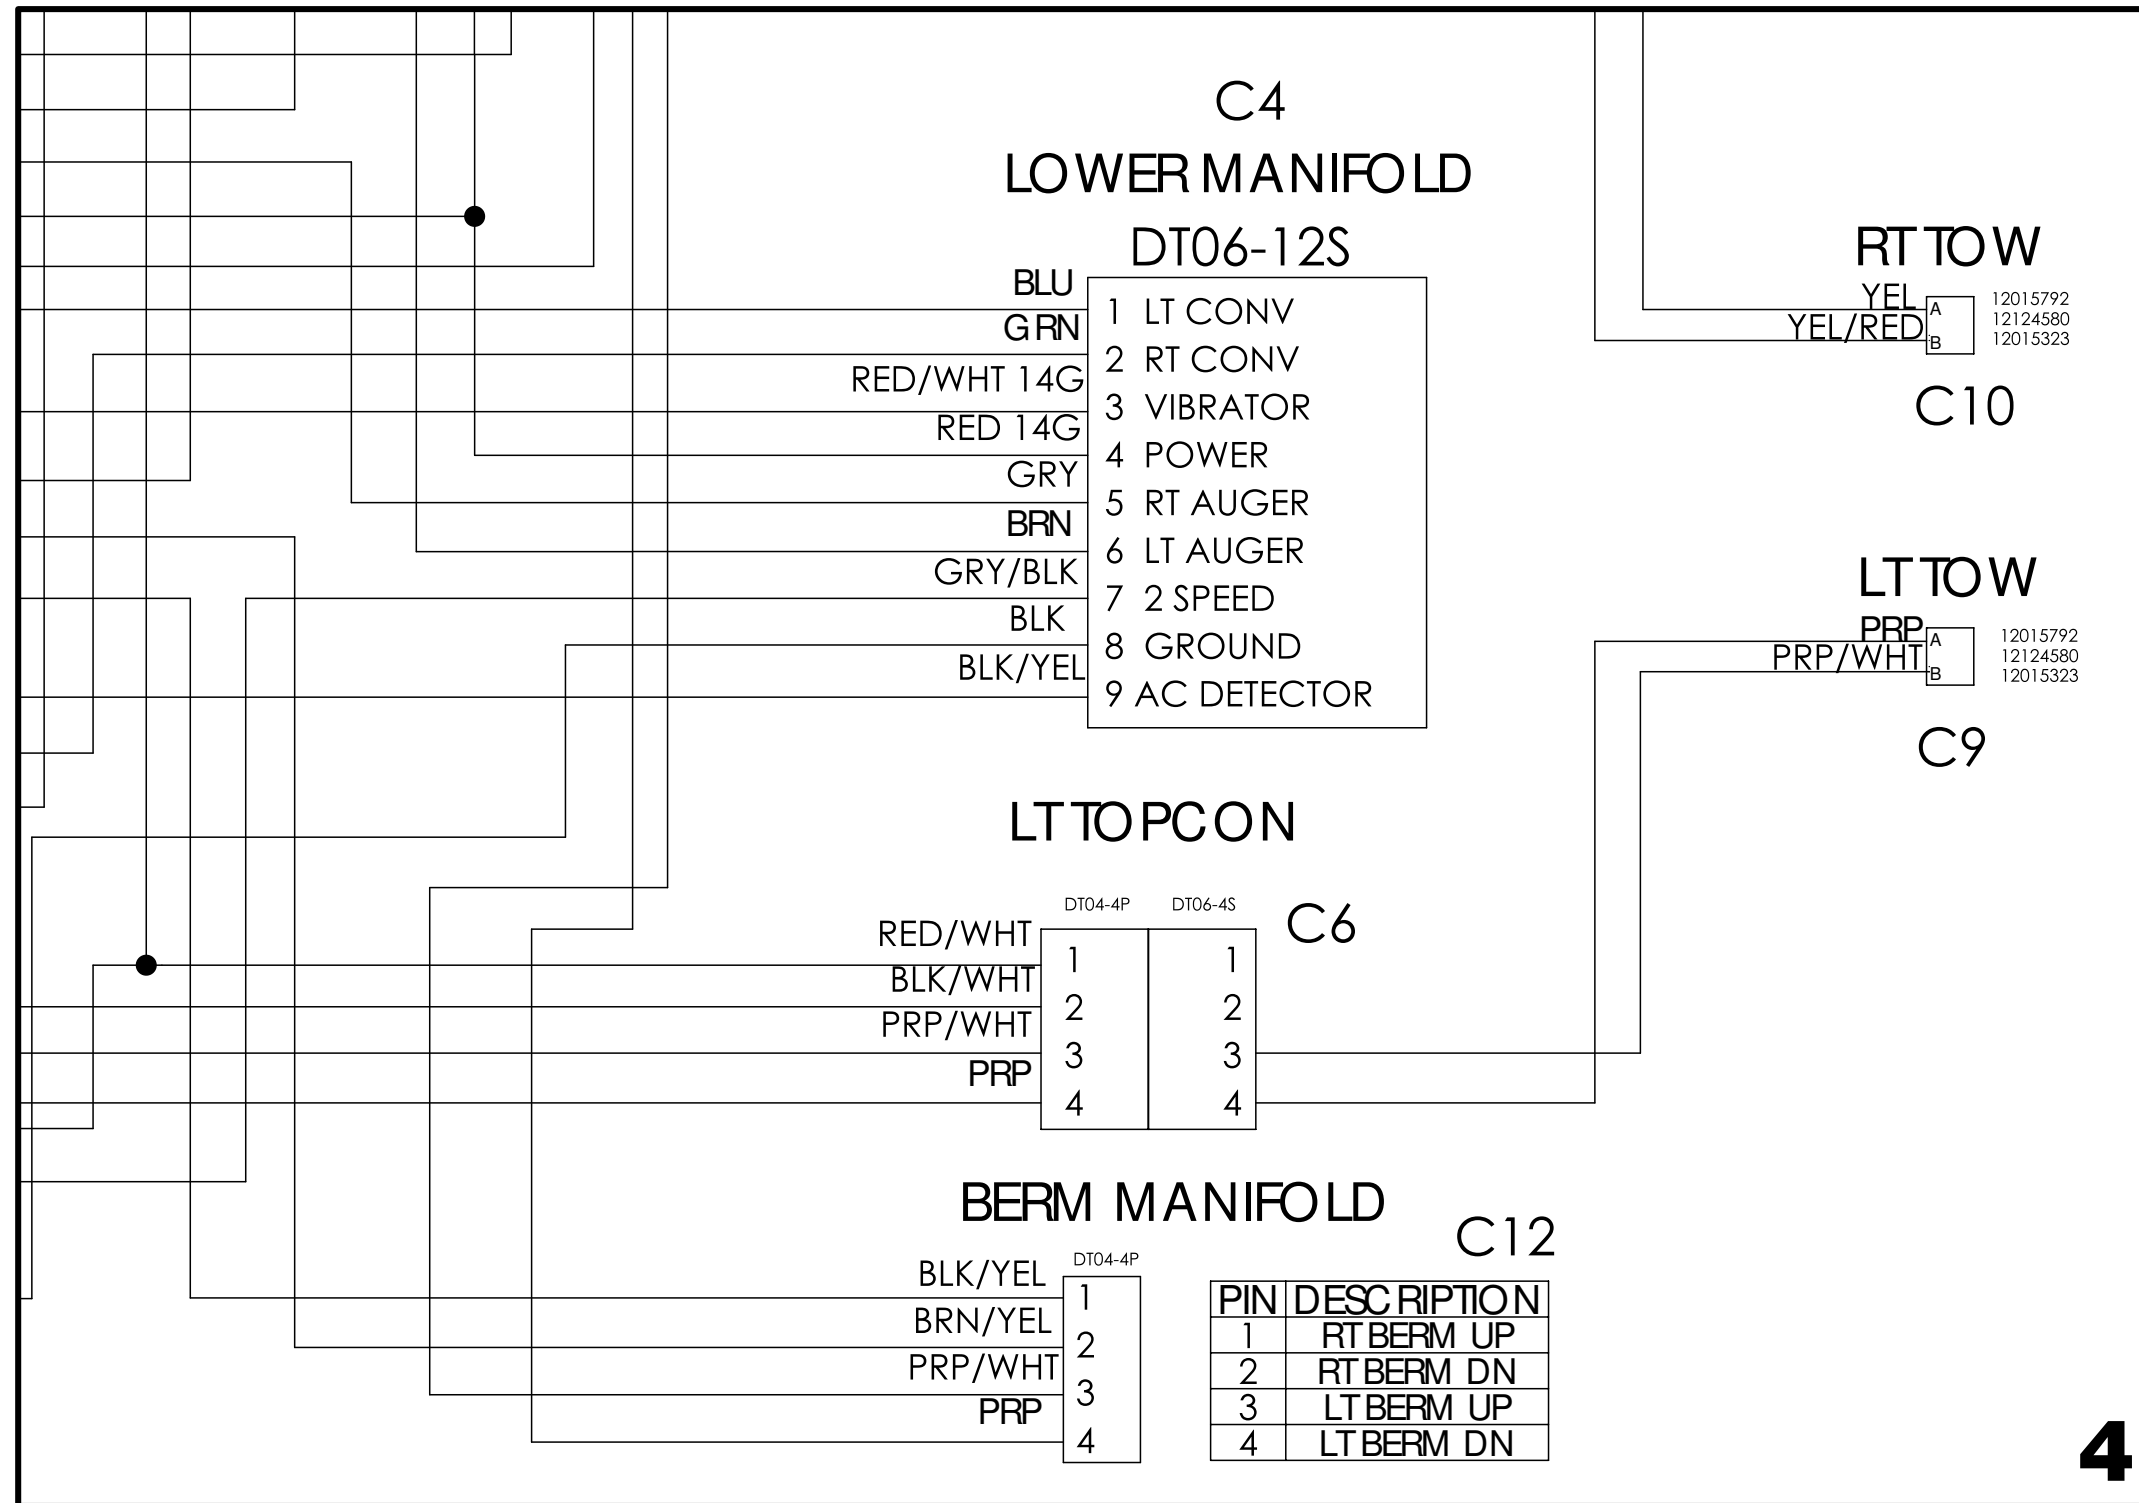 C4
LOWER MANIFOLD
DT06-12S
BLU
GRN
RED/WHT 14G
RED 14G
GRY
BRN
GRY/BLK
BLK
BLK/YEL
1 LT CONV
2 RT CONV
3 VIBRATOR
4 POWER
5 RT AUGER
6 LT AUGER
7 2 SPEED
8 GROUND
9 AC DETECTOR
RT TOW
YEL
YEL/RED
A
B
12015792
12124580
12015323
C10
LT TOW
PRP
PRP/WHT
A
B
12015792
12124580
12015323
C9
LT TOPCON
DT04-4P
DT06-4S
C6
RED/WHT
BLK/WHT
PRP/WHT
PRP
1 1
2 2
3 3
4 4
BERM MANIFOLD
C12
DT04-4P
BLK/YEL
BRN/YEL
PRP/WHT
PRP
1
2
3
4
PIN DESCRIPTION
1 RT BERM UP
2 RT BERM DN
3 LT BERM UP
4 LT BERM DN
4